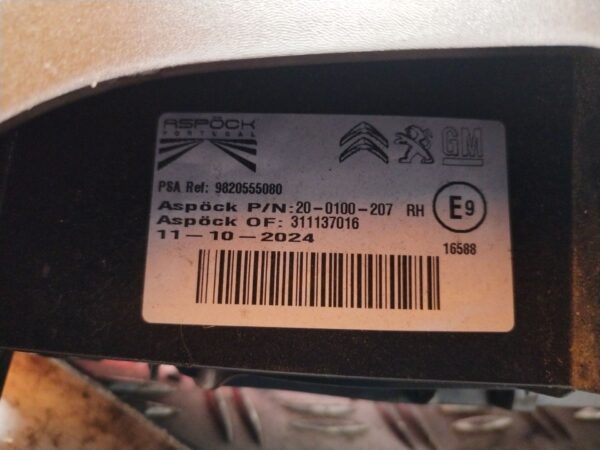 ASPÖCK
PORTUGAL
GM
PSA Ref: 9820555080
Aspöck P/N:20-0100-207 RH
E9
Aspöck OF: 311137016
11-10-2024
16588